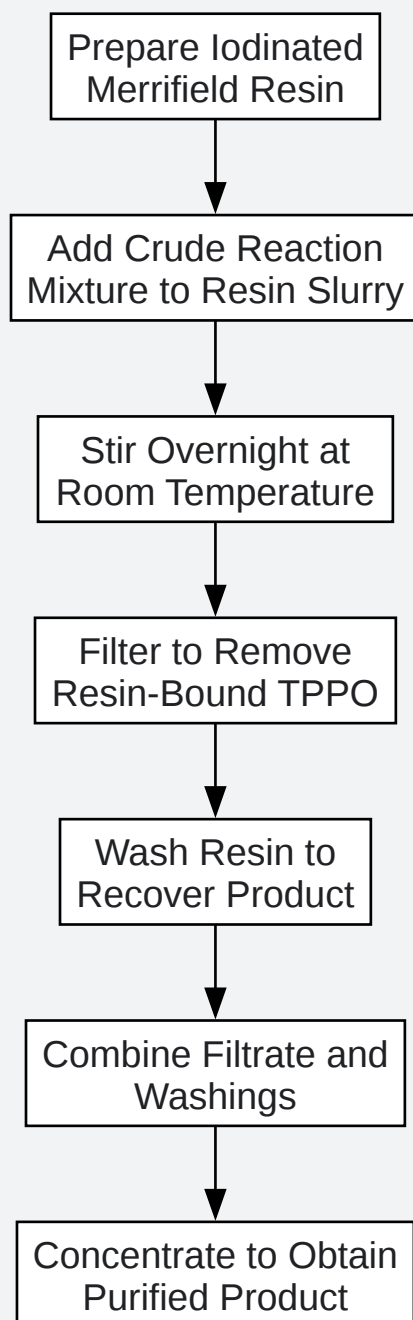 Prepare Iodinated
Merrifield Resin
Add Crude Reaction
Mixture to Resin Slurry
Stir Overnight at
Room Temperature
Filter to Remove
Resin-Bound TPPO
Wash Resin to
Recover Product
Combine Filtrate and
Washings
Concentrate to Obtain
Purified Product